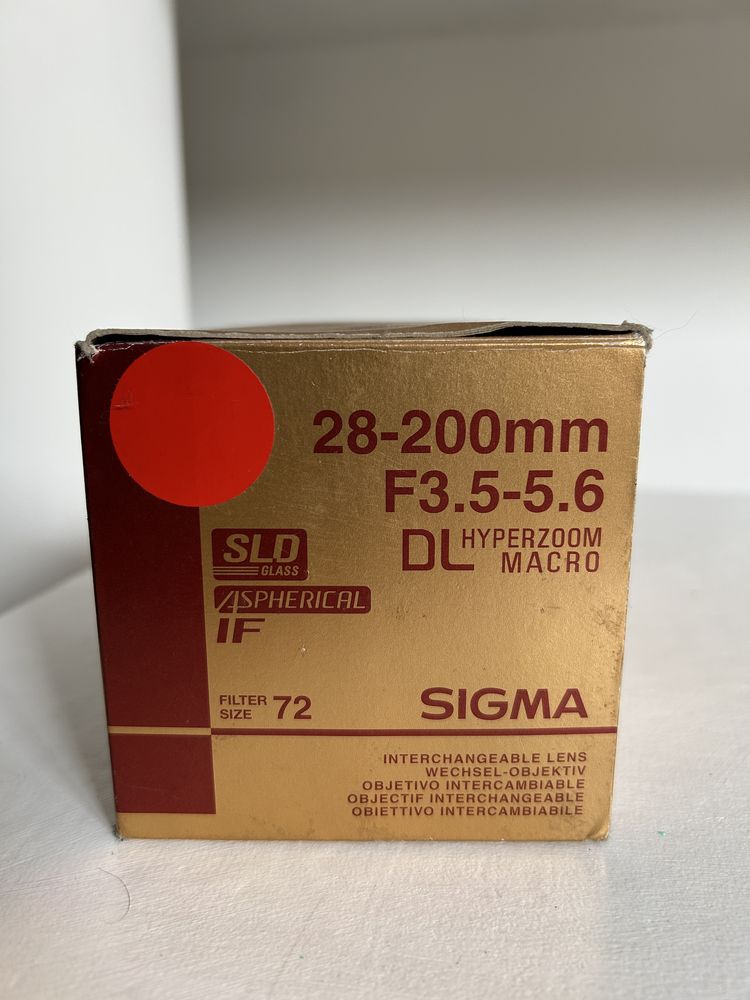 28-200mm
F3.5-5.6
DL HYPERZOOM
MACRO
SLD
GLASS
ASPHERICAL
IF
FILTER
SIZE 72
SIGMA
INTERCHANGEABLE LENS
WECHSEL-OBJEKTIV
OBJETIVO INTERCAMBIABLE
OBJECTIF INTERCHANGEABLE
OBIETTIVO INTERCAMBIABILE